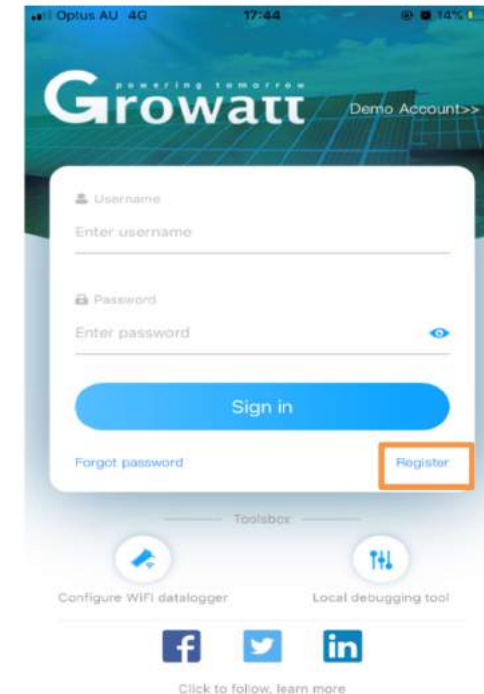 Optus AU 4G 17:44 14%
powering tomorrow
Growatt
Demo Account>>
Username
Enter username
Password
Enter password
Sign in
Forgot password Register
Toolsbox
Configure WiFi datalogger Local debugging tool
f in
Click to follow, learn more